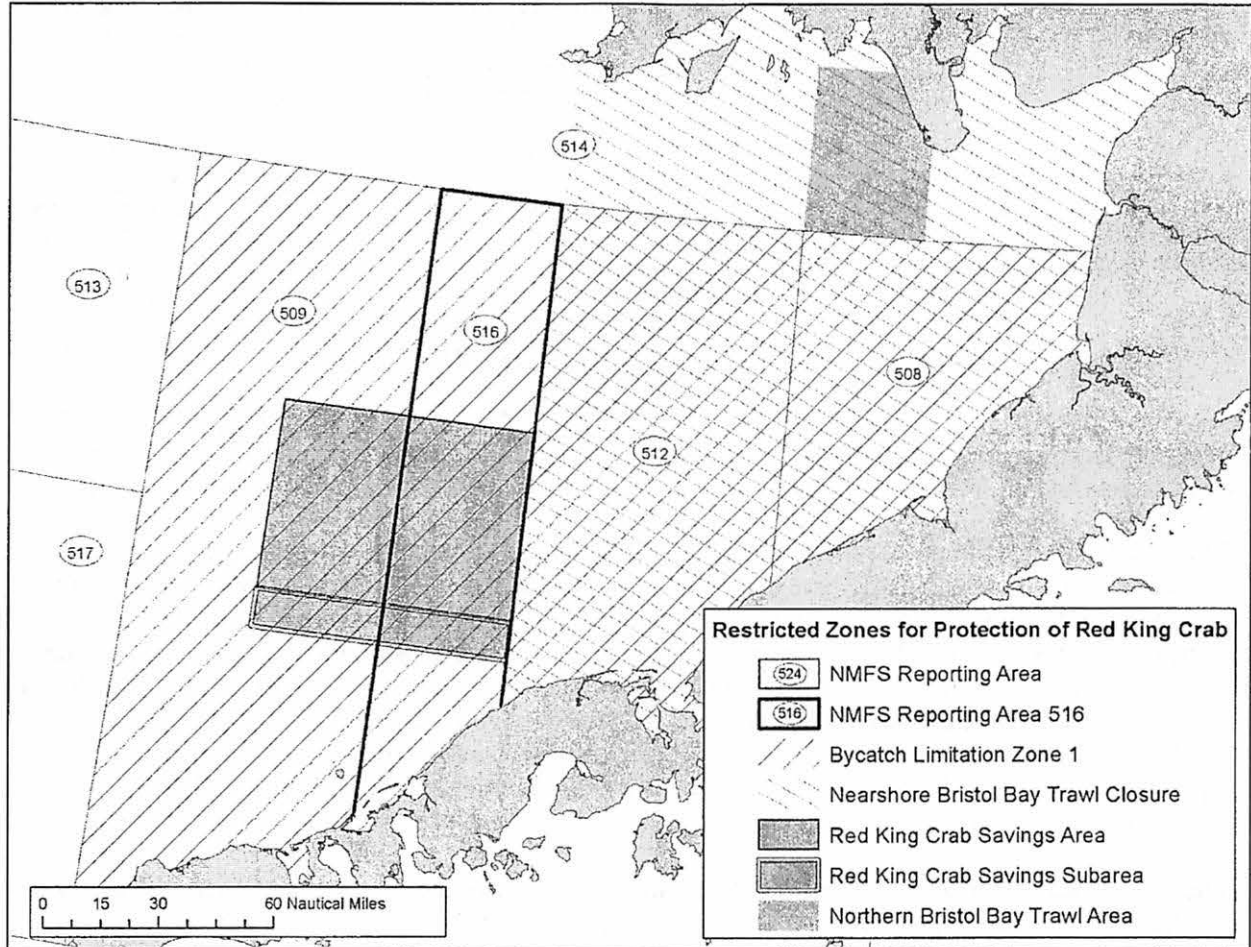 514
513
509
516
508
512
517
Restricted Zones for Protection of Red King Crab
524 NMFS Reporting Area
516 NMFS Reporting Area 516
Bycatch Limitation Zone 1
Nearshore Bristol Bay Trawl Closure
Red King Crab Savings Area
Red King Crab Savings Subarea
Northern Bristol Bay Trawl Area
0 15 30 60 Nautical Miles